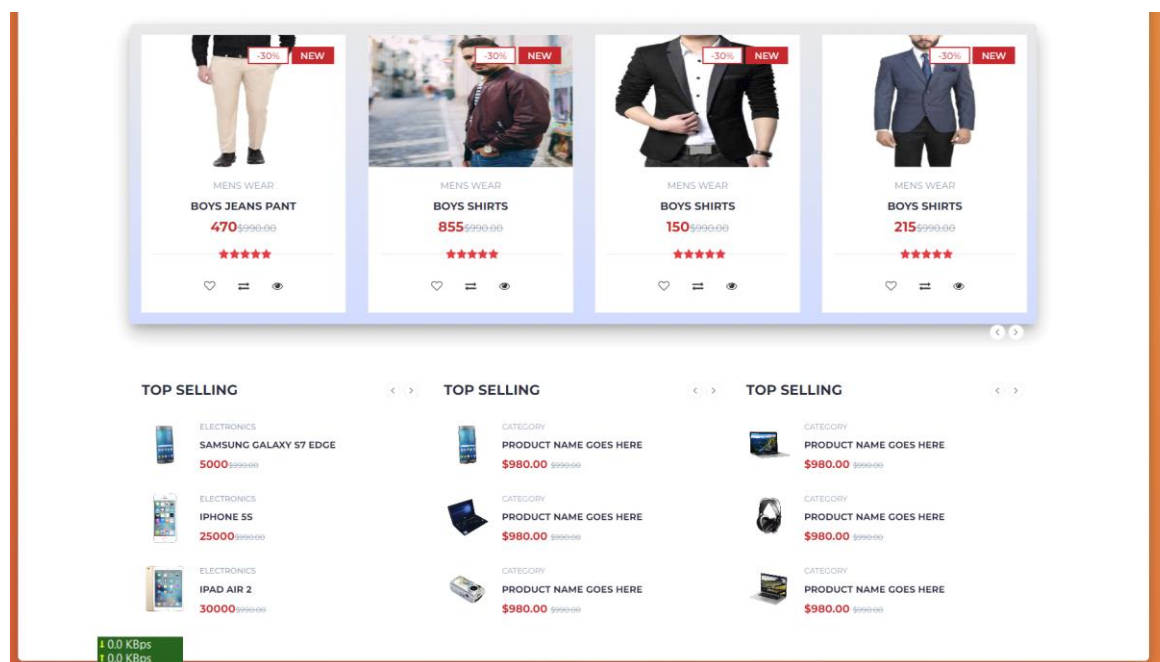 -30% NEW
-30% NEW
-30% NEW
-30% NEW
MENS WEAR
BOYS JEANS PANT
470$990.00
MENS WEAR
BOYS SHIRTS
855$990.00
MENS WEAR
BOYS SHIRTS
150$990.00
MENS WEAR
BOYS SHIRTS
215$990.00
TOP SELLING
ELECTRONICS
SAMSUNG GALAXY S7 EDGE
5000$990.00
ELECTRONICS
IPHONE 5S
25000$990.00
ELECTRONICS
IPAD AIR 2
30000$990.00
TOP SELLING
CATEGORY
PRODUCT NAME GOES HERE
$980.00 $990.00
CATEGORY
PRODUCT NAME GOES HERE
$980.00 $990.00
CATEGORY
PRODUCT NAME GOES HERE
$980.00 $990.00
TOP SELLING
CATEGORY
PRODUCT NAME GOES HERE
$980.00 $990.00
CATEGORY
PRODUCT NAME GOES HERE
$980.00 $990.00
CATEGORY
PRODUCT NAME GOES HERE
$980.00 $990.00
0.0 KBps
0.0 KBps